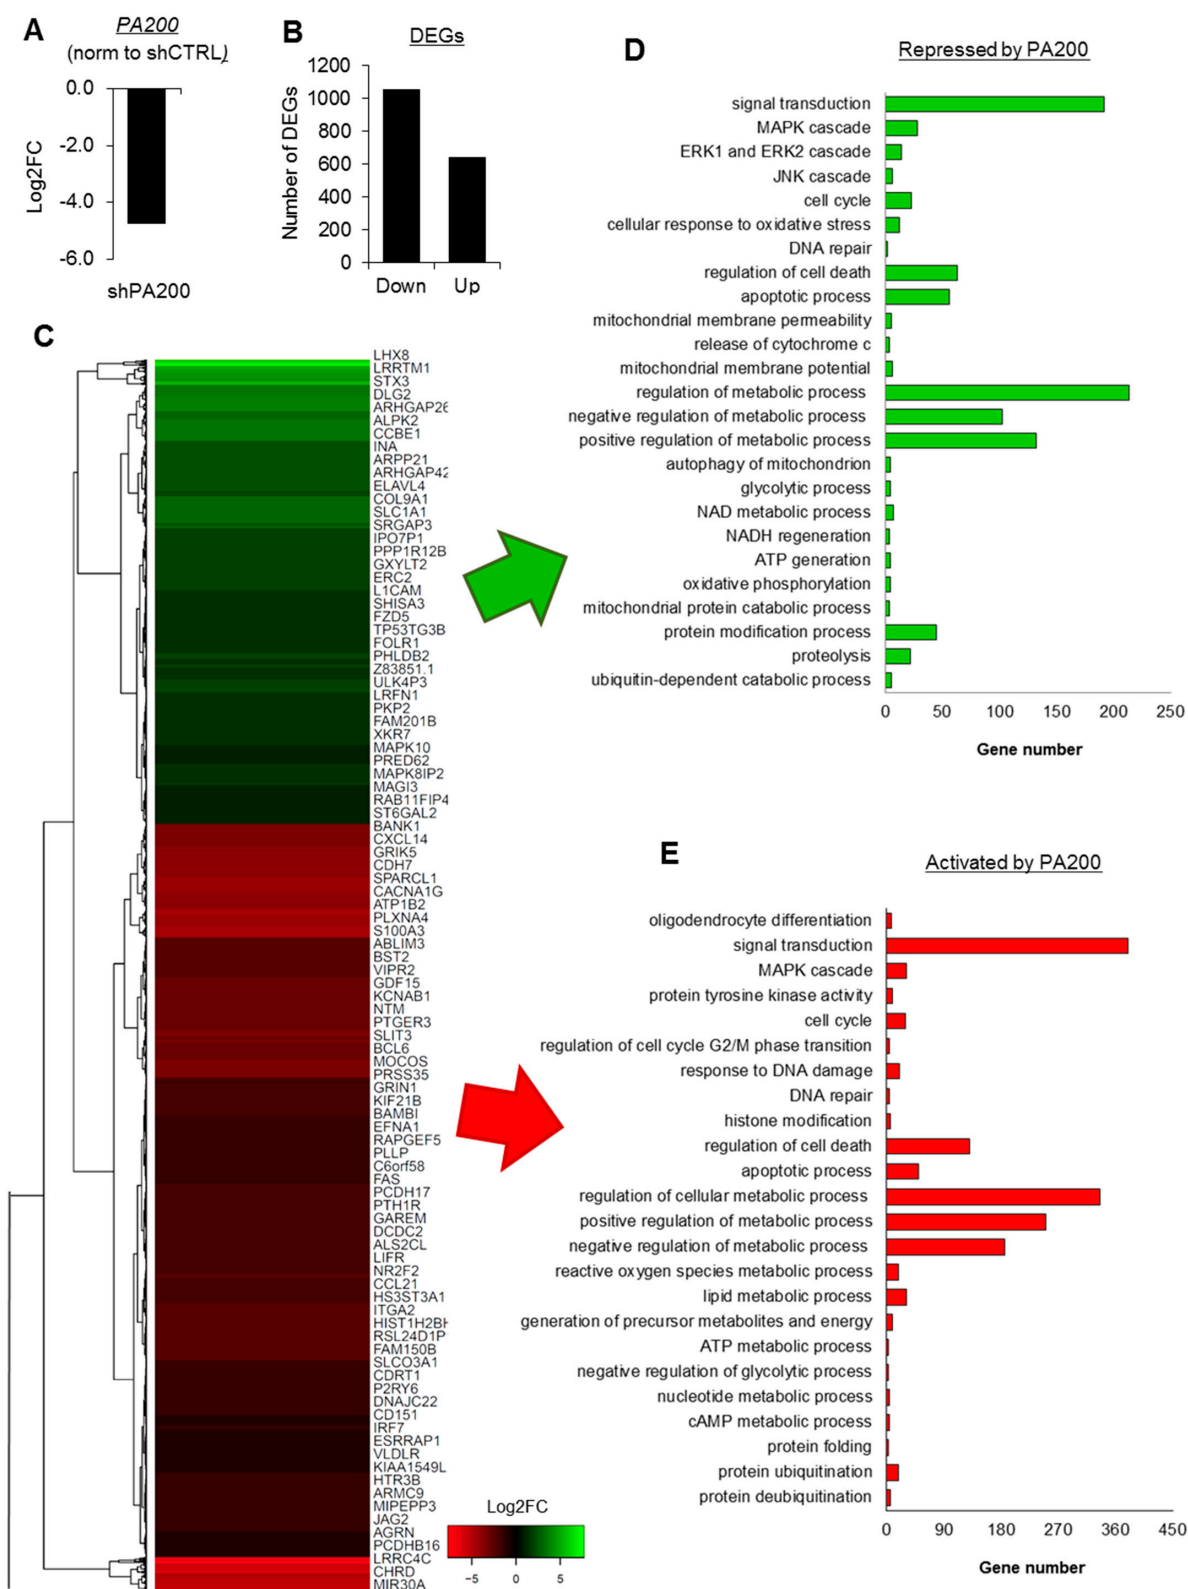 A
PA200
(norm to shCTRL)
0.0
-2.0
-4.0
-6.0
Log2FC
shPA200
B
DEGs
1200
1000
800
600
400
200
0
Number of DEGs
Down Up
C
LHX8
LRRTM1
STX3
DLG2
ARHGAP26
ALPK2
CCBE1
INA
ARPP21
ARHGAP42
ELAVL4
COL9A1
SLC1A1
SRGAP3
IPO7P1
PPP1R12B
GXYLT2
ERC2
L1CAM
SHISA3
FZD5
TP53TG3B
FOLR1
PHLDB2
Z83851.1
ULK4P3
LRFN1
PKP2
FAM201B
XKR7
MAPK10
PRED62
MAPK8IP2
MAGI3
RAB11FIP4
ST6GAL2
BANK1
CXCL14
GRIK5
CDH7
SPARCL1
CACNA1G
ATP1B2
PLXNA4
S100A3
ABLIM3
BST2
VIPR2
GDF15
KCNAB1
NTM
PTGER3
SLIT3
BCL6
MOCOS
PRSS35
GRIN1
KIF21B
BAMBI
EFNA1
RAPGEF5
PLLP
C6orf58
FAS
PCDH17
PTH1R
GAREM
DCDC2
ALS2CL
LIFR
NR2F2
CCL21
HS3ST3A1
ITGA2
HIST1H2BH
RSL24D1P
FAM150B
SLCO3A1
CDRT1
P2RY6
DNAJC22
CD151
IRF7
ESRRAP1
VLDLR
KIAA1549L
HTR3B
ARMC9
MIPEPP3
JAG2
AGRN
PCDHB16
LRRC4C
CHRD
MIR30A
Log2FC
−5 0 5
D
Repressed by PA200
signal transduction
MAPK cascade
ERK1 and ERK2 cascade
JNK cascade
cell cycle
cellular response to oxidative stress
DNA repair
regulation of cell death
apoptotic process
mitochondrial membrane permeability
release of cytochrome c
mitochondrial membrane potential
regulation of metabolic process
negative regulation of metabolic process
positive regulation of metabolic process
autophagy of mitochondrion
glycolytic process
NAD metabolic process
NADH regeneration
ATP generation
oxidative phosphorylation
mitochondrial protein catabolic process
protein modification process
proteolysis
ubiquitin-dependent catabolic process
0 50 100 150 200 250
Gene number
E
Activated by PA200
oligodendrocyte differentiation
signal transduction
MAPK cascade
protein tyrosine kinase activity
cell cycle
regulation of cell cycle G2/M phase transition
response to DNA damage
DNA repair
histone modification
regulation of cell death
apoptotic process
regulation of cellular metabolic process
positive regulation of metabolic process
negative regulation of metabolic process
reactive oxygen species metabolic process
lipid metabolic process
generation of precursor metabolites and energy
ATP metabolic process
negative regulation of glycolytic process
nucleotide metabolic process
cAMP metabolic process
protein folding
protein ubiquitination
protein deubiquitination
0 90 180 270 360 450
Gene number